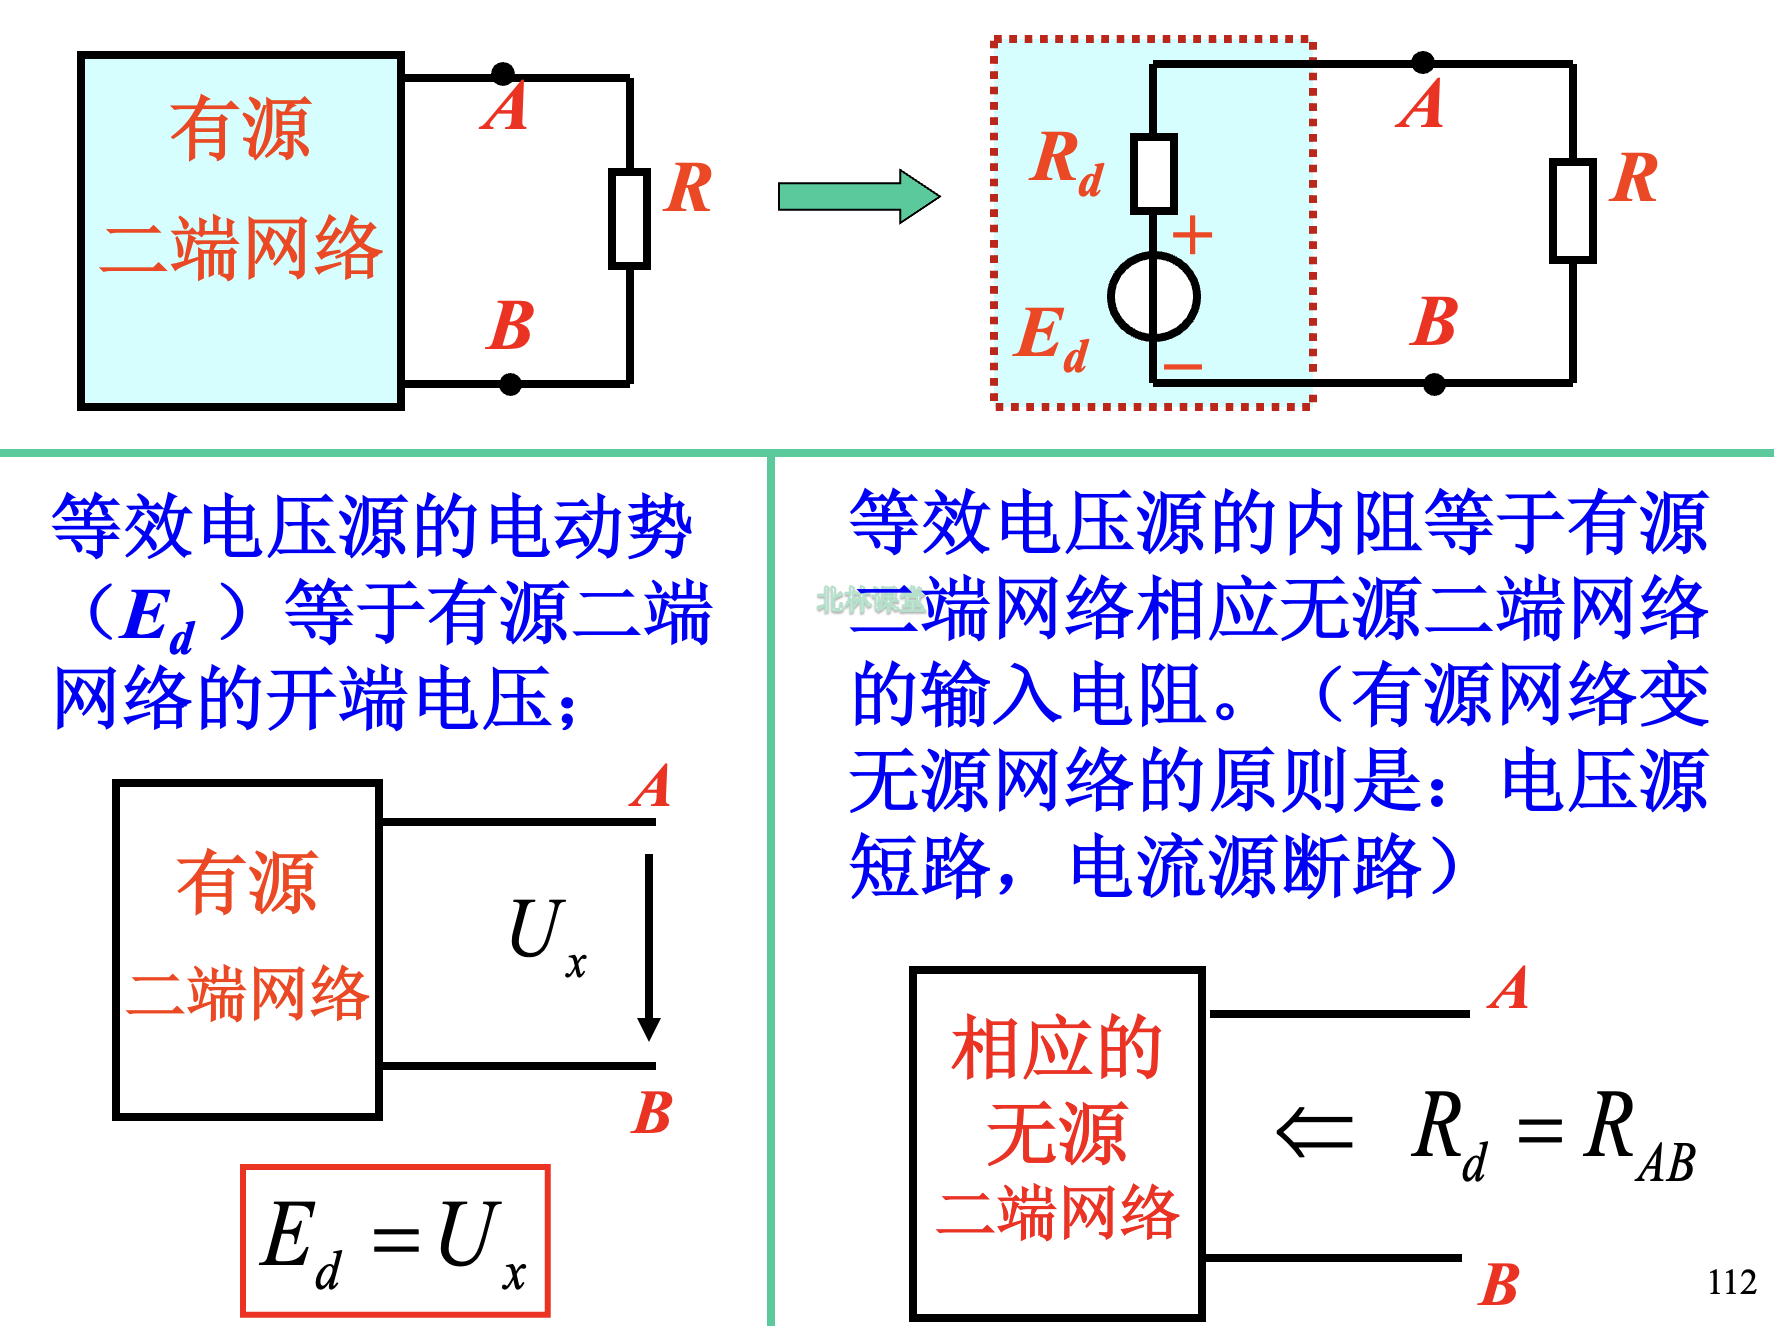 有源
二端网络
A
B
R
R_d
+
E_d
−
A
B
R
等效电压源的电动势
（E_d）等于有源二端
网络的开端电压；
有源
二端网络
A
U_x
B
E_d = U_x
等效电压源的内阻等于有源
二端网络相应无源二端网络
的输入电阻。（有源网络变
无源网络的原则是：电压源
短路，电流源断路）
北林课堂
相应的
无源
二端网络
A
⇐ R_d = R_AB
B
112